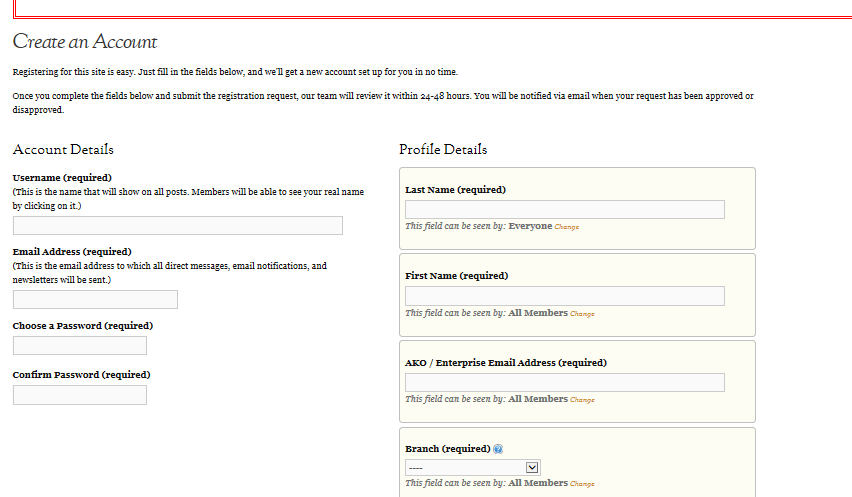 Create an Account
Registering for this site is easy. Just fill in the fields below, and we'll get a new account set up for you in no time.
Once you complete the fields below and submit the registration request, our team will review it within 24-48 hours. You will be notified via email when your request has been approved or
disapproved.
Account Details
Username (required)
(This is the name that will show on all posts. Members will be able to see your real name
by clicking on it.)
Email Address (required)
(This is the email address to which all direct messages, email notifications, and
newsletters will be sent.)
Choose a Password (required)
Confirm Password (required)
Profile Details
Last Name (required)
This field can be seen by: Everyone Change
First Name (required)
This field can be seen by: All Members Change
AKO / Enterprise Email Address (required)
This field can be seen by: All Members Change
Branch (required) ?
----
This field can be seen by: All Members Change